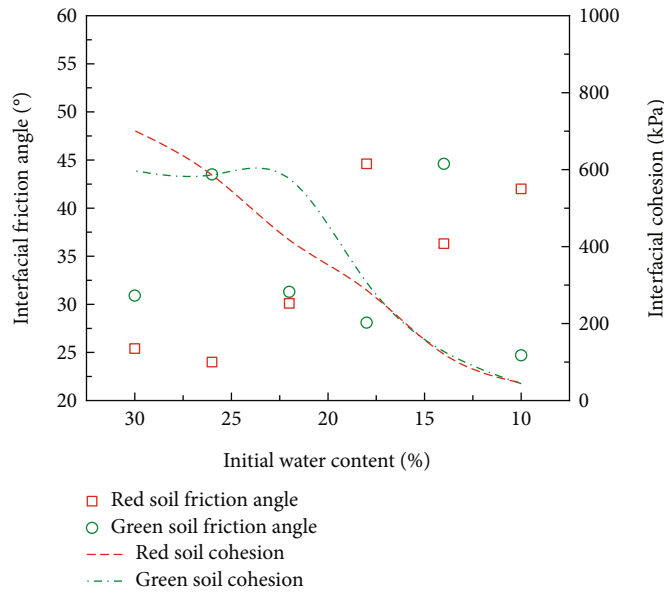 60
55
50
45
40
35
30
25
20
Interfacial friction angle (°)
1000
800
600
400
200
0
Interfacial cohesion (kPa)
30 25 20 15 10
Initial water content (%)
Red soil friction angle
Green soil friction angle
Red soil cohesion
Green soil cohesion